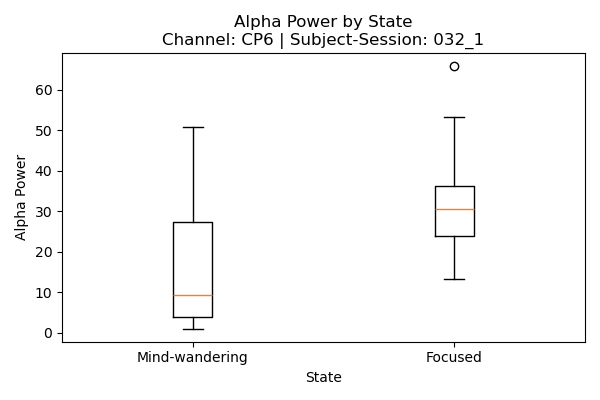 Alpha Power by State
Channel: CP6 | Subject-Session: 032_1
Alpha Power
60
50
40
30
20
10
0
Mind-wandering
Focused
State